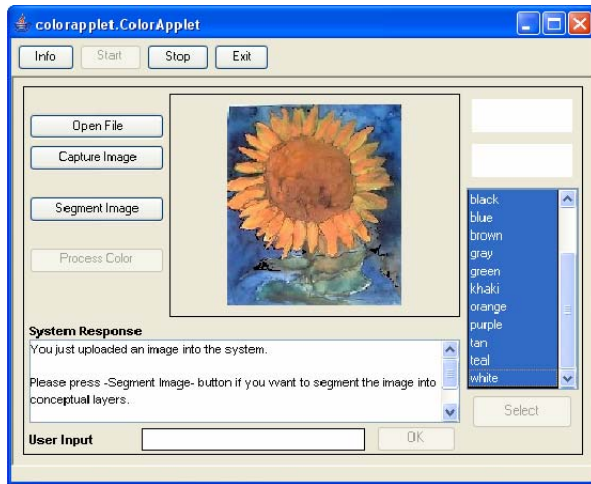 colorapplet.ColorApplet
Info Start Stop Exit
Open File
Capture Image
Segment Image
Process Color
black
blue
brown
gray
green
khaki
orange
purple
tan
teal
white
Select
System Response
You just uploaded an image into the system.
Please press -Segment Image- button if you want to segment the image into
conceptual layers.
User Input
OK